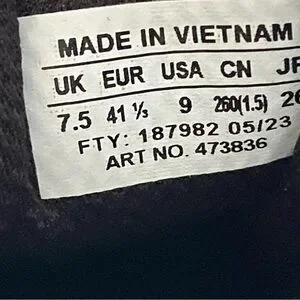 MADE IN VIETNAM
UK EUR USA CN
7.5 41 ⅓ 9 260(1.5)
FTY: 187982 05/23
ART NO. 473836